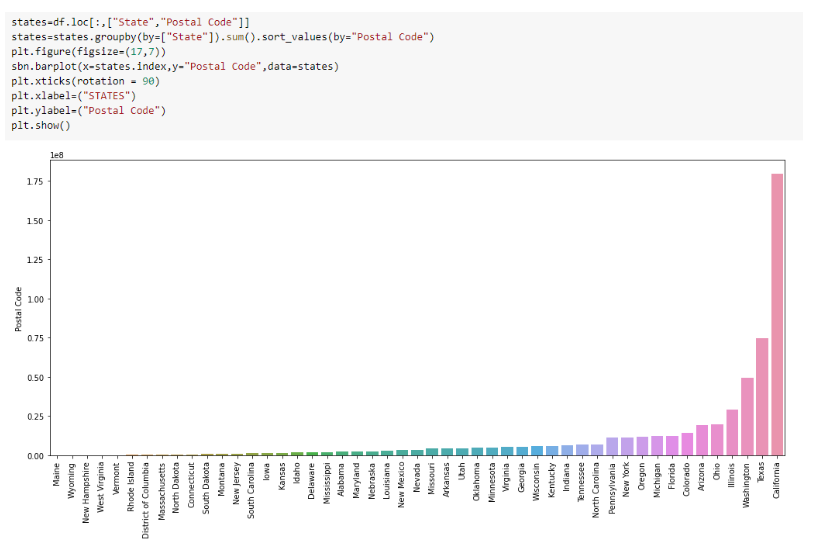 states=df.loc[:,["State","Postal Code"]]
states=states.groupby(by=["State"]).sum().sort_values(by="Postal Code")
plt.figure(figsize=(17,7))
sbn.barplot(x=states.index,y="Postal Code",data=states)
plt.xticks(rotation = 90)
plt.xlabel=("STATES")
plt.ylabel=("Postal Code")
plt.show()
1e8
1.75
1.50
1.25
1.00
0.75
0.50
0.25
0.00
Postal Code
Maine
Wyoming
New Hampshire
West Virginia
Vermont
Rhode Island
District of Columbia
Massachusetts
North Dakota
Connecticut
South Dakota
Montana
New Jersey
South Carolina
Iowa
Kansas
Idaho
Delaware
Mississippi
Alabama
Maryland
Nebraska
Louisiana
New Mexico
Nevada
Missouri
Arkansas
Utah
Oklahoma
Minnesota
Virginia
Georgia
Wisconsin
Kentucky
Indiana
Tennessee
North Carolina
Pennsylvania
New York
Oregon
Michigan
Florida
Colorado
Arizona
Ohio
Illinois
Washington
Texas
California